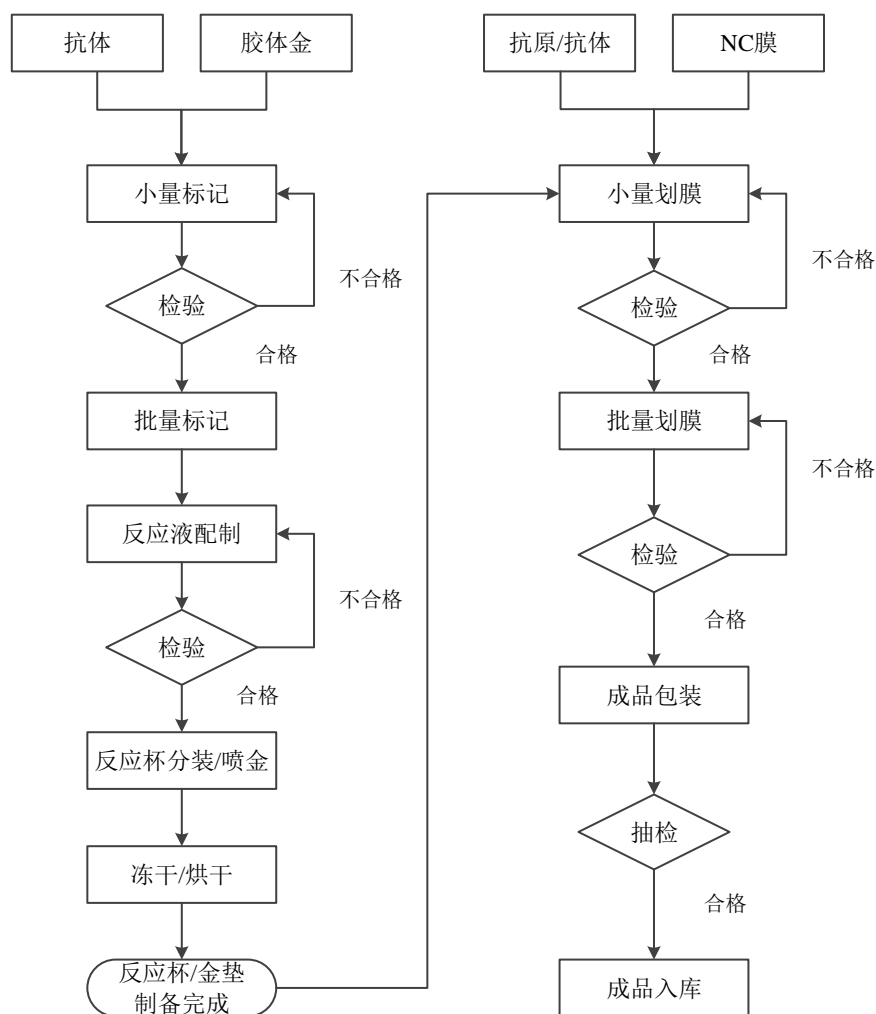 抗体
胶体金
小量标记
检验
不合格
合格
批量标记
反应液配制
检验
不合格
合格
反应杯分装/喷金
冻干/烘干
反应杯/金垫
制备完成
抗原/抗体
NC膜
小量划膜
检验
不合格
合格
批量划膜
检验
不合格
合格
成品包装
抽检
合格
成品入库